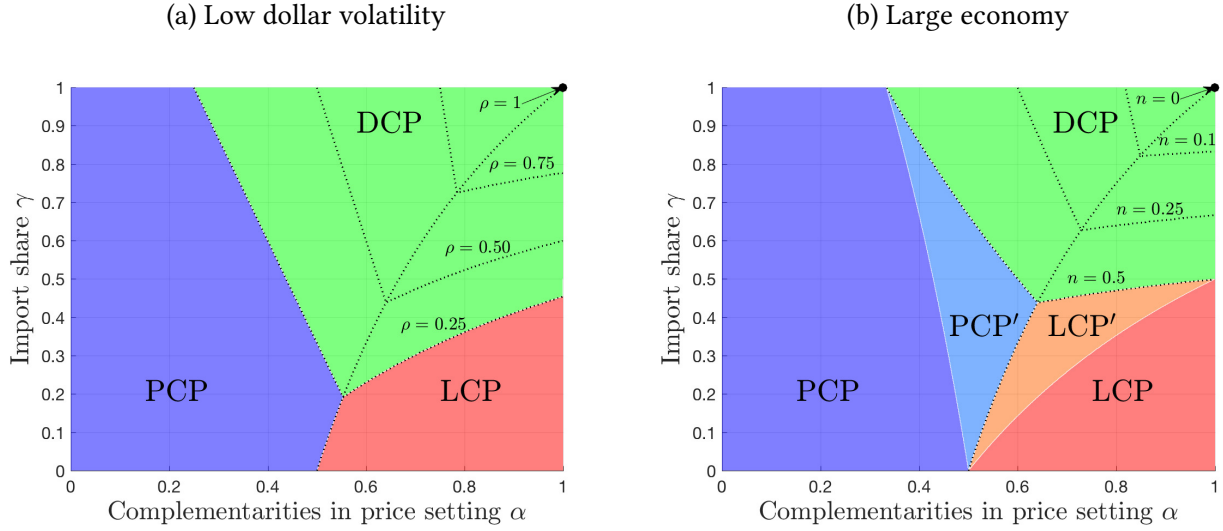 (a) Low dollar volatility
1
0.9
0.8
0.7
0.6
0.5
0.4
0.3
0.2
0.1
0
Import share γ
DCP
PCP
LCP
ρ = 1
ρ = 0.75
ρ = 0.50
ρ = 0.25
0 0.2 0.4 0.6 0.8 1
Complementarities in price setting α
(b) Large economy
1
0.9
0.8
0.7
0.6
0.5
0.4
0.3
0.2
0.1
0
Import share γ
DCP
PCP′
LCP′
PCP
LCP
n = 0
n = 0.1
n = 0.25
n = 0.5
0 0.2 0.4 0.6 0.8 1
Complementarities in price setting α